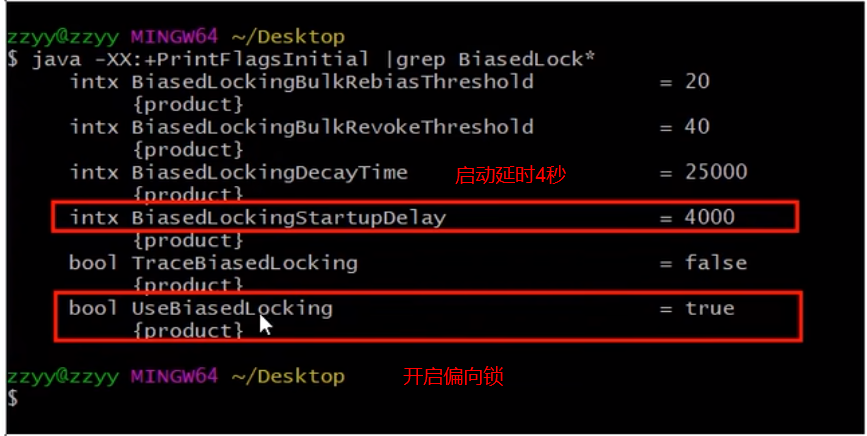 zzyy@zzyy MINGW64 ~/Desktop
$ java -XX:+PrintFlagsInitial |grep BiasedLock*
intx BiasedLockingBulkRebiasThreshold = 20
{product}
intx BiasedLockingBulkRevokeThreshold = 40
{product}
intx BiasedLockingDecayTime 启动延时4秒 = 25000
{product}
intx BiasedLockingStartupDelay = 4000
{product}
bool TraceBiasedLocking = false
{product}
bool UseBiasedLocking = true
{product}
zzyy@zzyy MINGW64 ~/Desktop 开启偏向锁
$